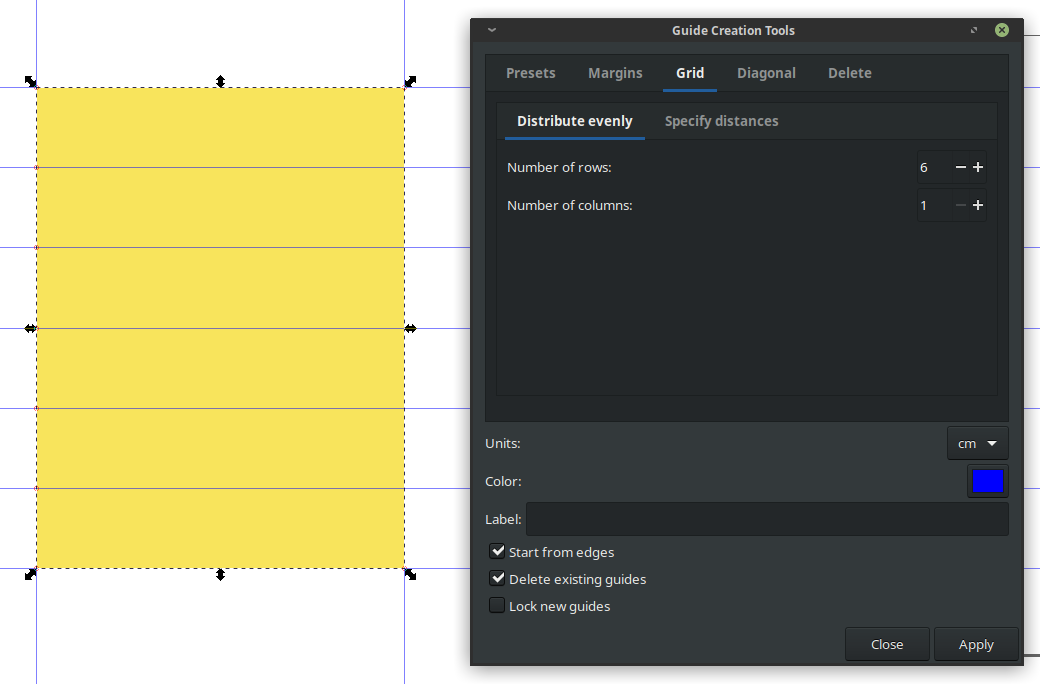 Guide Creation Tools
Presets Margins Grid Diagonal Delete
Distribute evenly Specify distances
Number of rows: 6
Number of columns: 1
Units: cm
Color:
Label:
Start from edges
Delete existing guides
Lock new guides
Close Apply